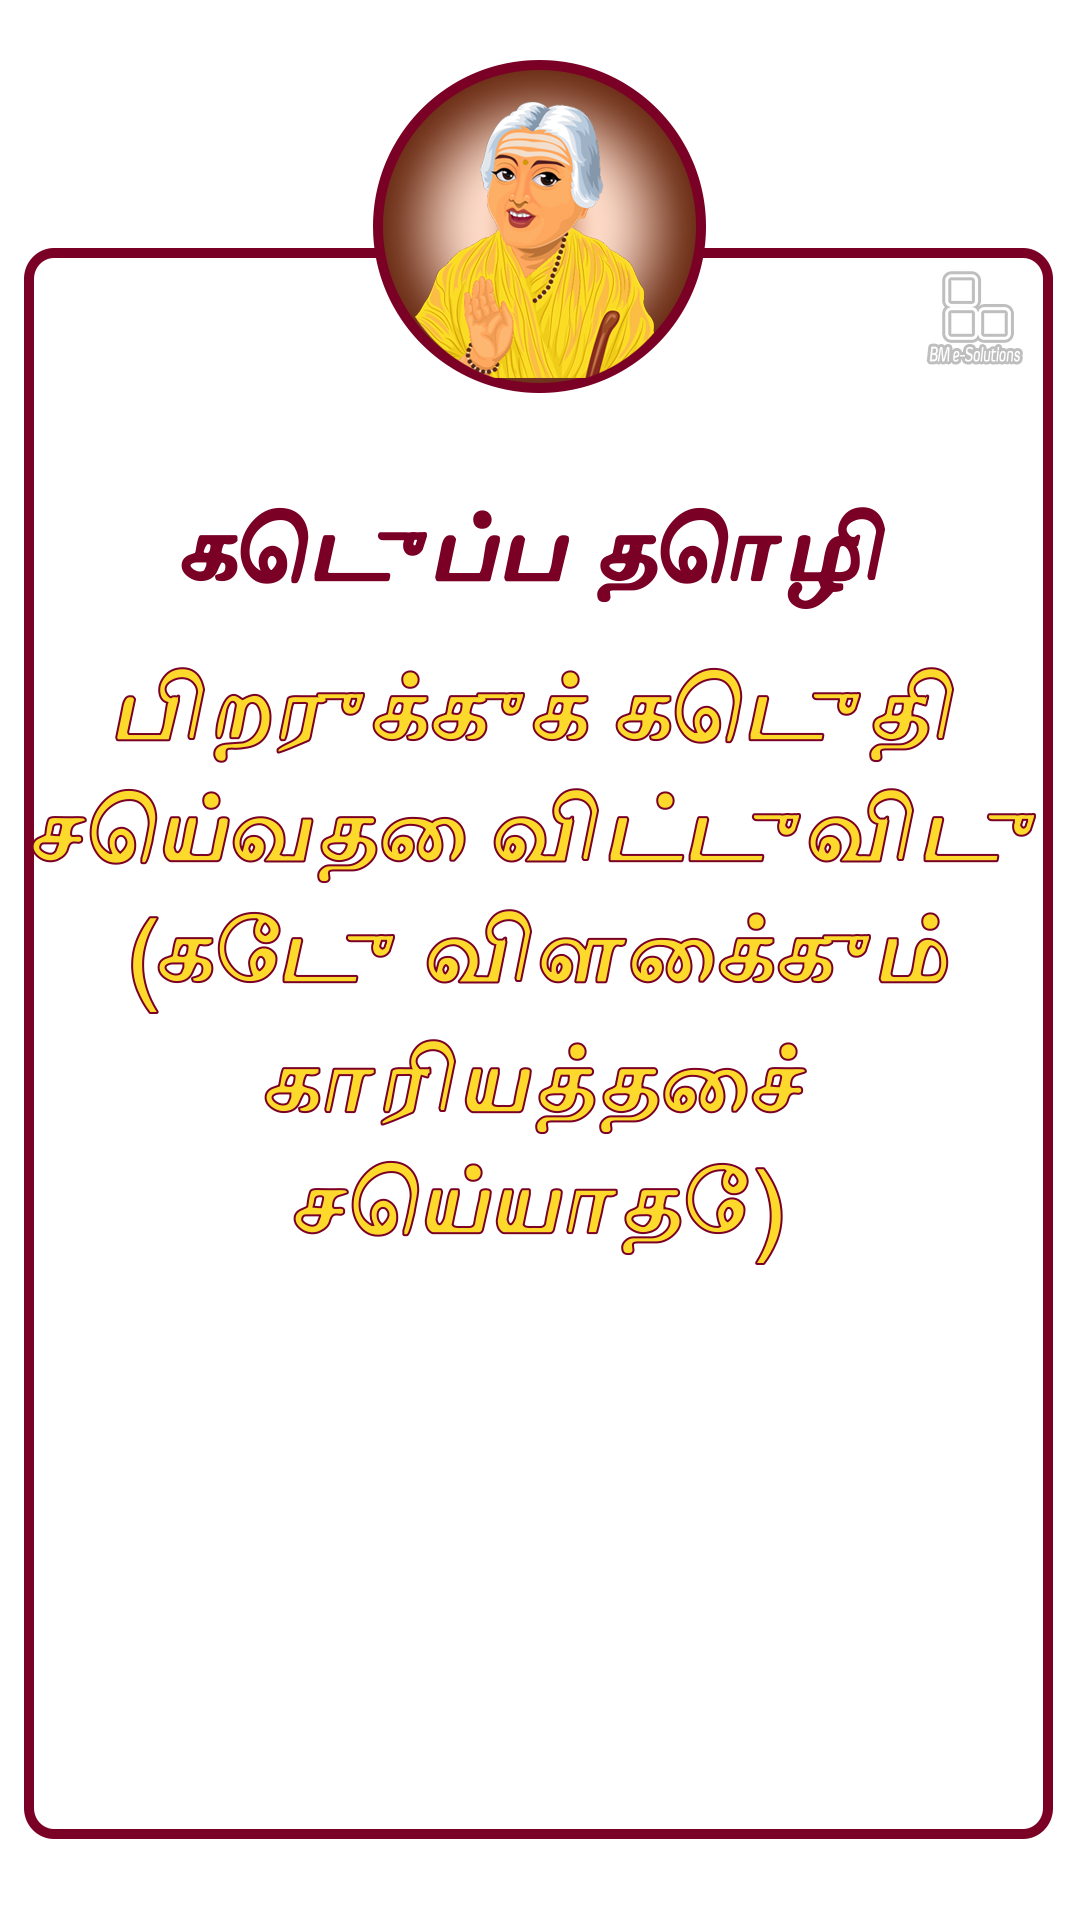 கெடுப்ப தொழி
பிறருக்குக் கெடுதி
செய்வதை விட்டுவிடு
(கேடு விளைக்கும்
காரியத்தைச்
செய்யாதே)
BM e-Solutions